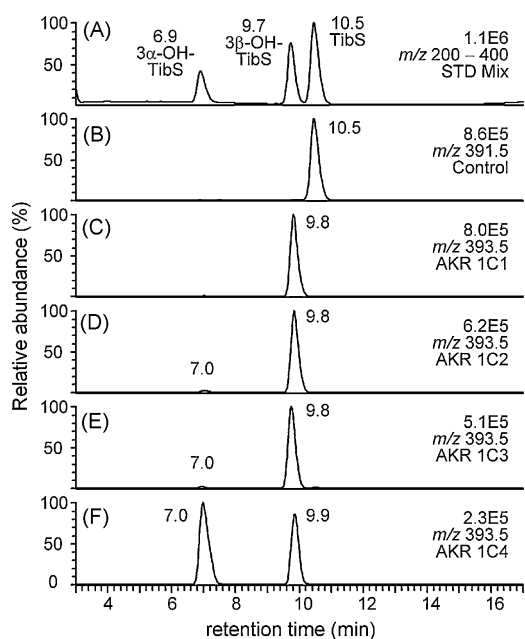 (A)
100
50
6.9
3α-OH-
TibS
9.7
3β-OH-
TibS
10.5
TibS
1.1E6
m/z 200 – 400
STD Mix
(B)
100
50
10.5
8.6E5
m/z 391.5
Control
(C)
100
50
9.8
8.0E5
m/z 393.5
AKR 1C1
(D)
100
50
7.0
9.8
6.2E5
m/z 393.5
AKR 1C2
(E)
100
50
7.0
9.8
5.1E5
m/z 393.5
AKR 1C3
(F)
100
50
0
7.0
9.9
2.3E5
m/z 393.5
AKR 1C4
Relative abundance (%)
4 6 8 10 12 14 16
retention time (min)